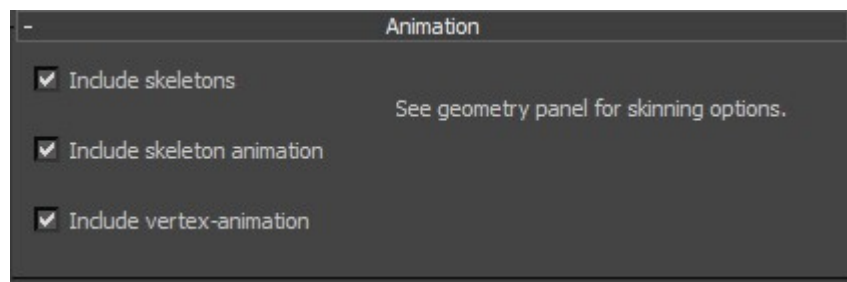 - Animation
Include skeletons
See geometry panel for skinning options.
Include skeleton animation
Include vertex-animation